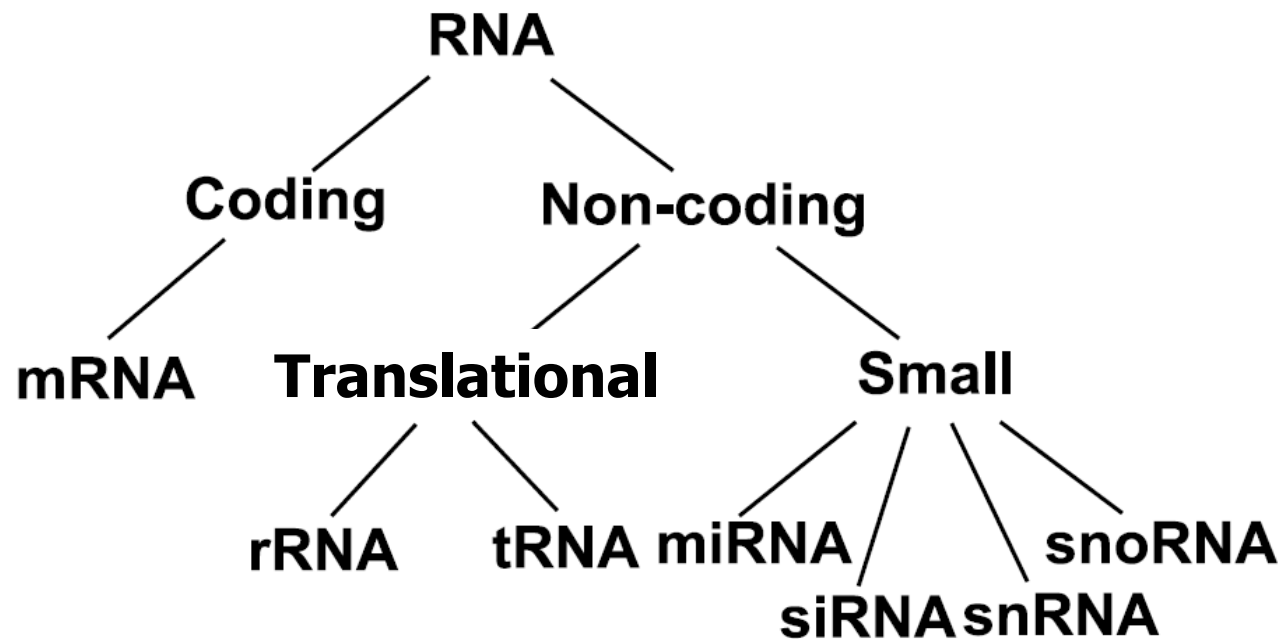 RNA
Coding
Non-coding
mRNA
Translational
Small
rRNA
tRNA
miRNA
snoRNA
siRNA
snRNA